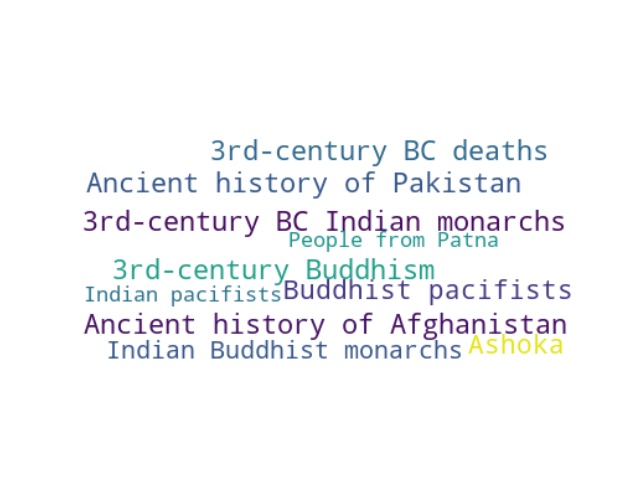 3rd-century BC deaths
Ancient history of Pakistan
3rd-century BC Indian monarchs
People from Patna
3rd-century Buddhism
Indian pacifists
Buddhist pacifists
Ancient history of Afghanistan
Indian Buddhist monarchs
Ashoka